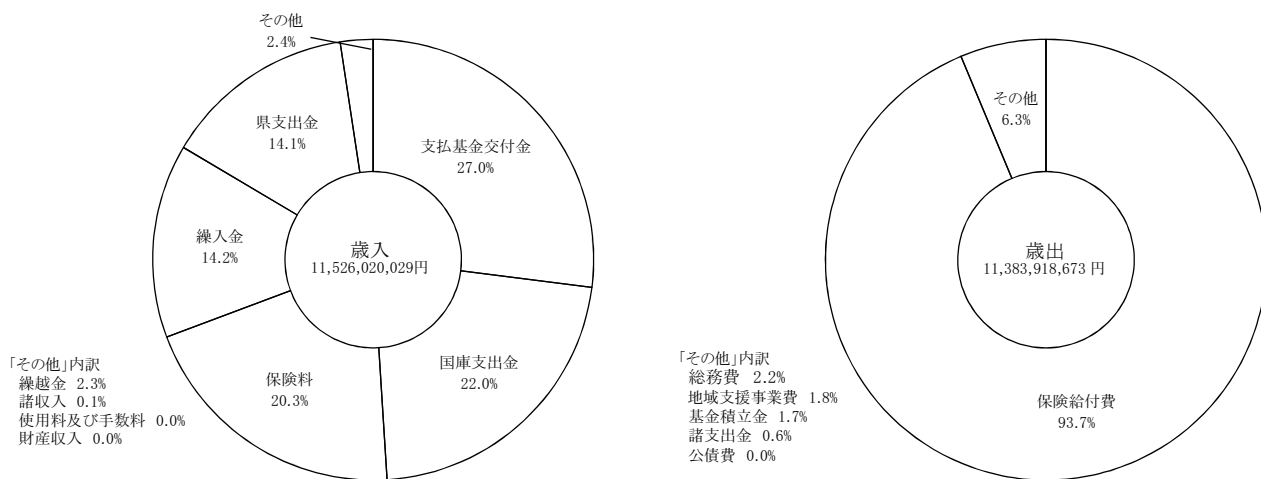 その他
2.4%
県支出金
14.1%
支払基金交付金
27.0%
繰入金
14.2%
歳入
11,526,020,029円
国庫支出金
22.0%
保険料
20.3%
「その他」内訳
繰越金 2.3%
諸収入 0.1%
使用料及び手数料 0.0%
財産収入 0.0%
その他
6.3%
歳出
11,383,918,673 円
保険給付費
93.7%
「その他」内訳
総務費 2.2%
地域支援事業費 1.8%
基金積立金 1.7%
諸支出金 0.6%
公債費 0.0%